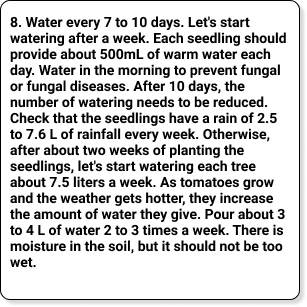 8. Water every 7 to 10 days. Let's start
watering after a week. Each seedling should
provide about 500mL of warm water each
day. Water in the morning to prevent fungal
or fungal diseases. After 10 days, the
number of watering needs to be reduced.
Check that the seedlings have a rain of 2.5
to 7.6 L of rainfall every week. Otherwise,
after about two weeks of planting the
seedlings, let's start watering each tree
about 7.5 liters a week. As tomatoes grow
and the weather gets hotter, they increase
the amount of water they give. Pour about 3
to 4 L of water 2 to 3 times a week. There is
moisture in the soil, but it should not be too
wet.